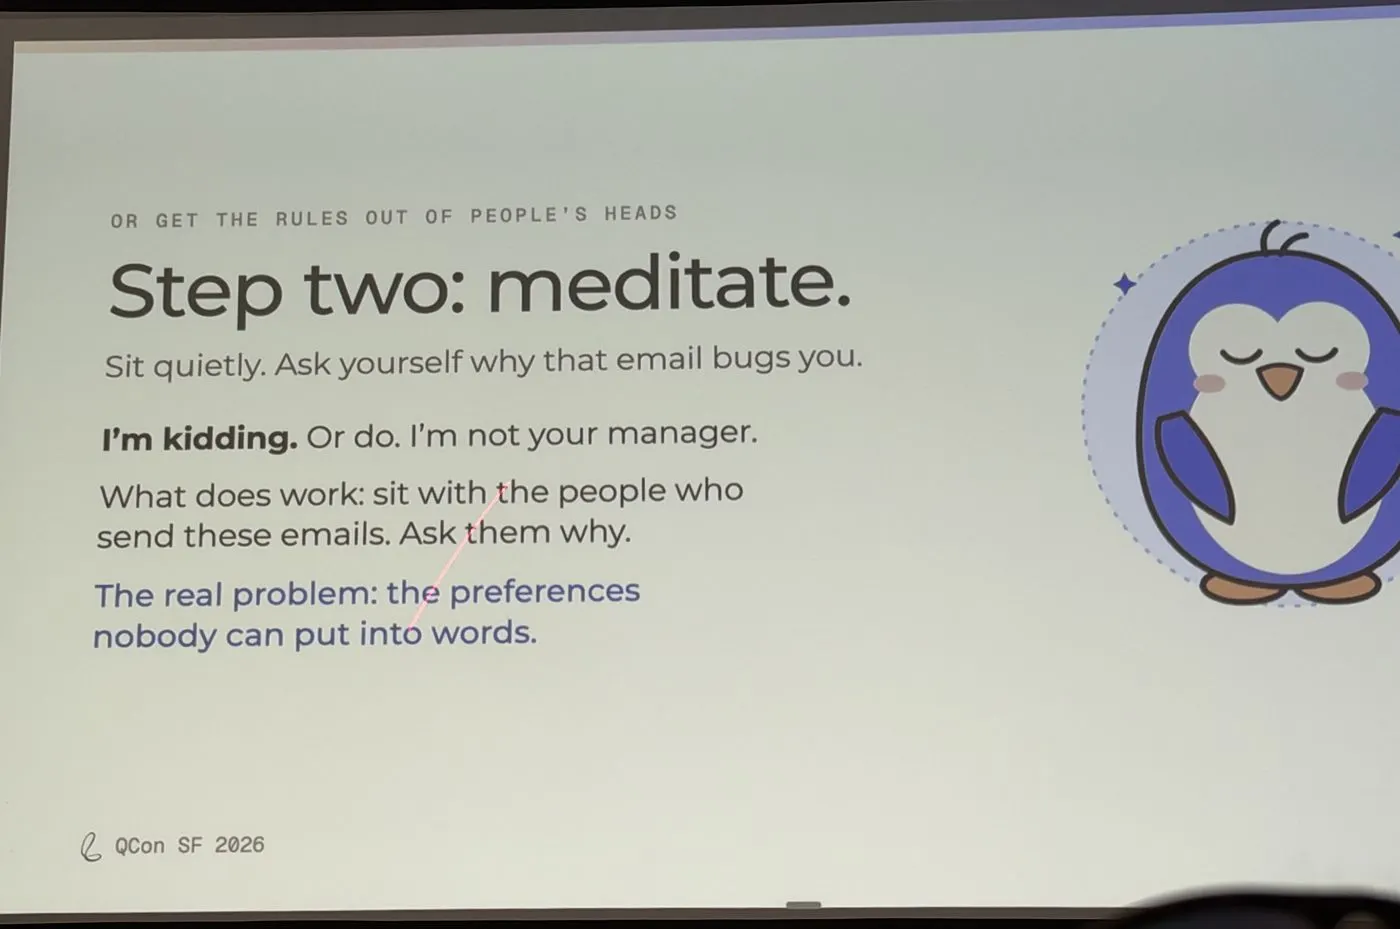 OR GET THE RULES OUT OF PEOPLE'S HEADS
Step two: meditate.
Sit quietly. Ask yourself why that email bugs you.
I'm kidding. Or do. I'm not your manager.
What does work: sit with the people who
send these emails. Ask them why.
The real problem: the preferences
nobody can put into words.
QCon SF 2026